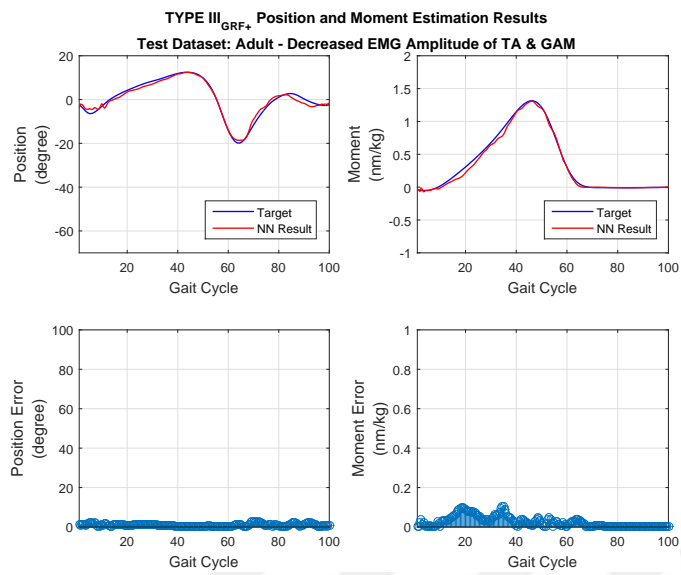 TYPE III_GRF+ Position and Moment Estimation Results
Test Dataset: Adult - Decreased EMG Amplitude of TA & GAM
20
0
-20
-40
-60
Position
(degree)
Target
NN Result
20 40 60 80 100
Gait Cycle
2
1.5
1
0.5
0
-0.5
-1
Moment
(nm/kg)
Target
NN Result
20 40 60 80 100
Gait Cycle
100
80
60
40
20
0
Position Error
(degree)
20 40 60 80 100
Gait Cycle
1
0.8
0.6
0.4
0.2
0
Moment Error
(nm/kg)
20 40 60 80 100
Gait Cycle